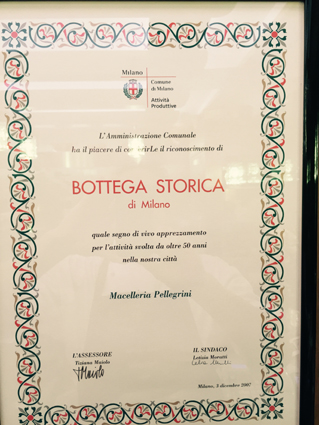 Milano
Comune
di Milano
Attività
Produttive
L'Amministrazione Comunale
ha il piacere di conferirLe il riconoscimento di
BOTTEGA STORICA
di Milano
quale segno di vivo apprezzamento
per l'attività svolta da oltre 50 anni
nella nostra città
Macelleria Pellegrini
L'ASSESSORE
Tiziana Maiolo
IL SINDACO
Letizia Moratti
Milano, 3 dicembre 2007